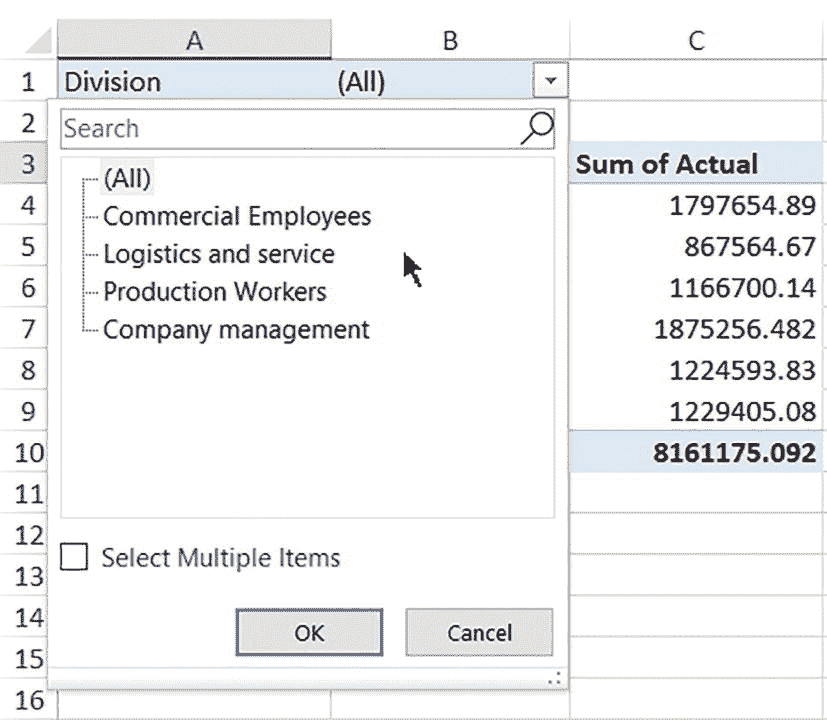 A B C
1 Division (All)
2 Search
3 (All) Sum of Actual
4 Commercial Employees 1797654.89
5 Logistics and service 867564.67
6 Production Workers 1166700.14
7 Company management 1875256.482
8 1224593.83
9 1229405.08
10 8161175.092
11
12
Select Multiple Items
13
14
OK Cancel
15
16